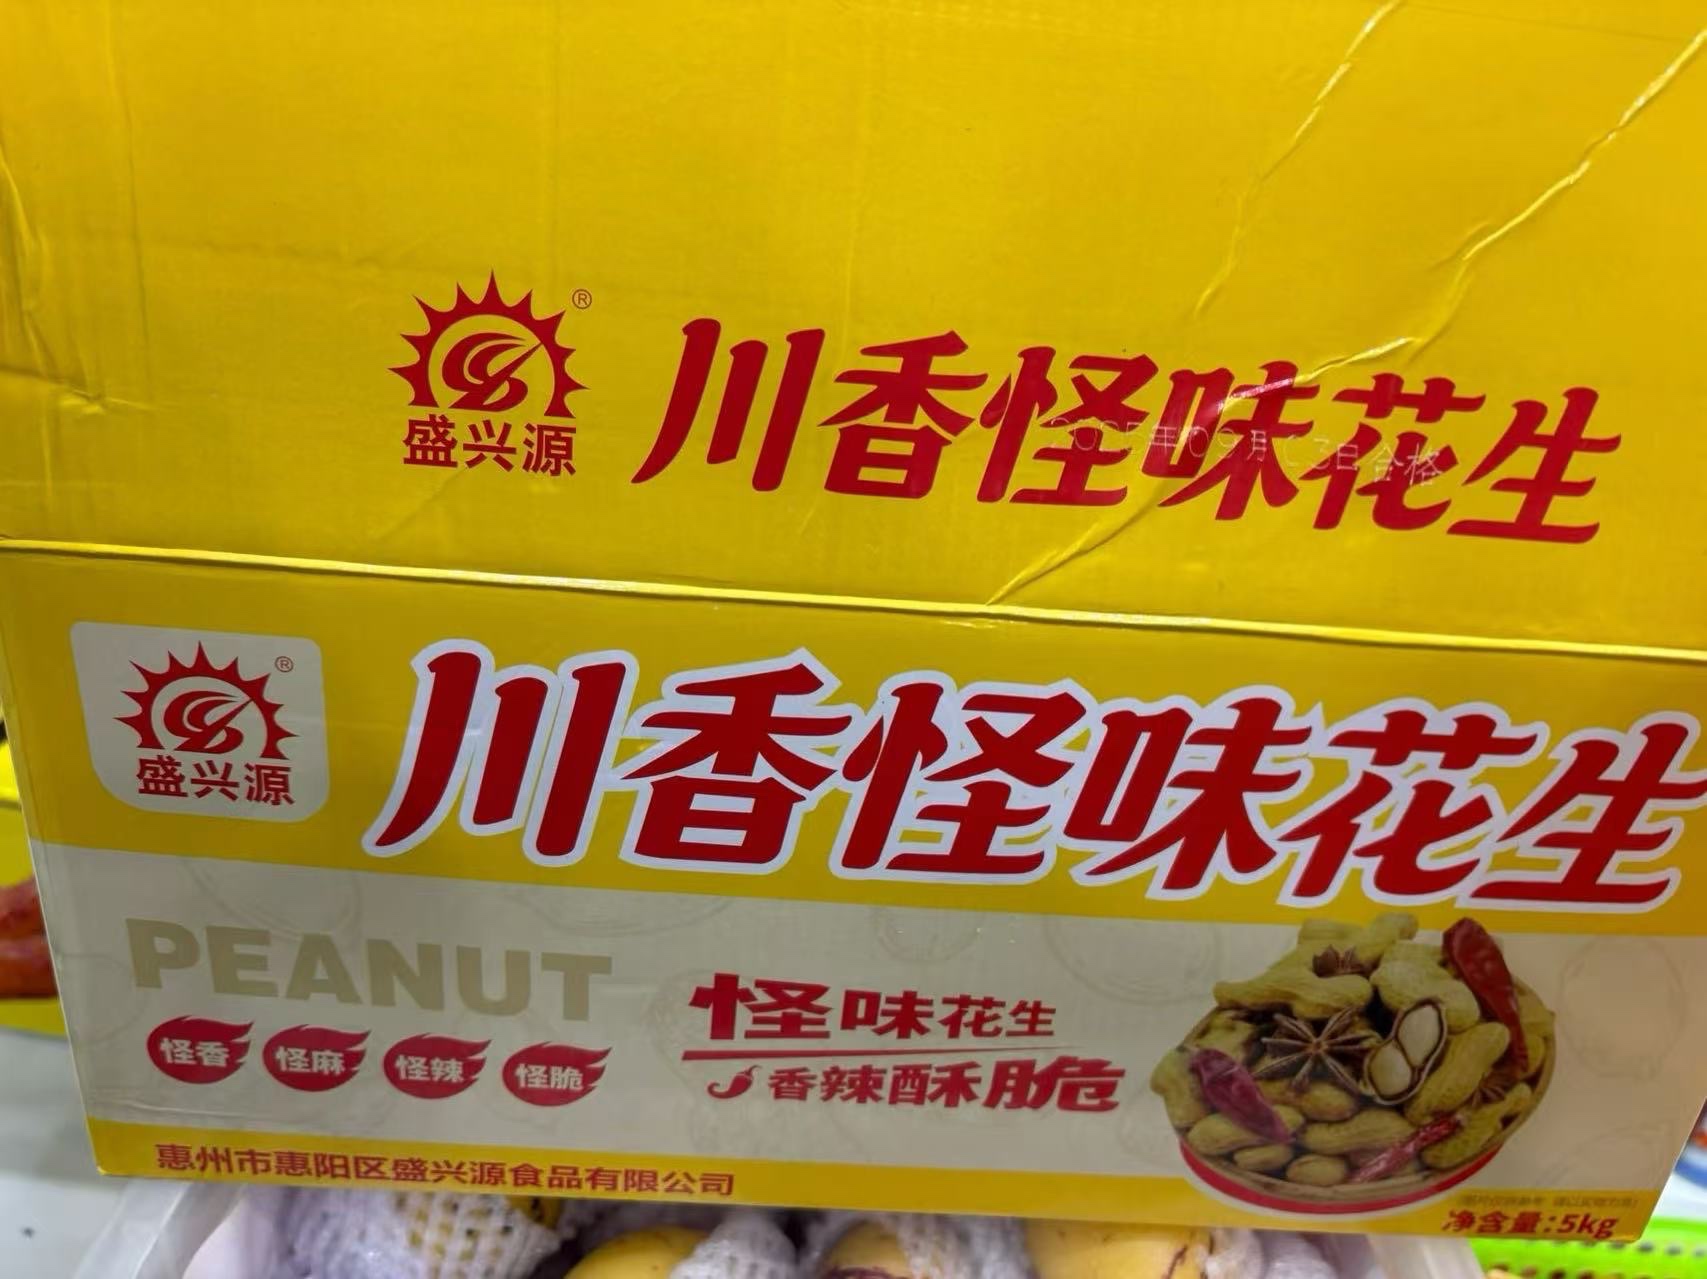 ®
盛兴源
川香怪味花生
®
盛兴源
川香怪味花生
PEANUT
怪香 怪麻 怪辣 怪脆
怪味花生
香辣酥脆
惠州市惠阳区盛兴源食品有限公司
净含量:5kg